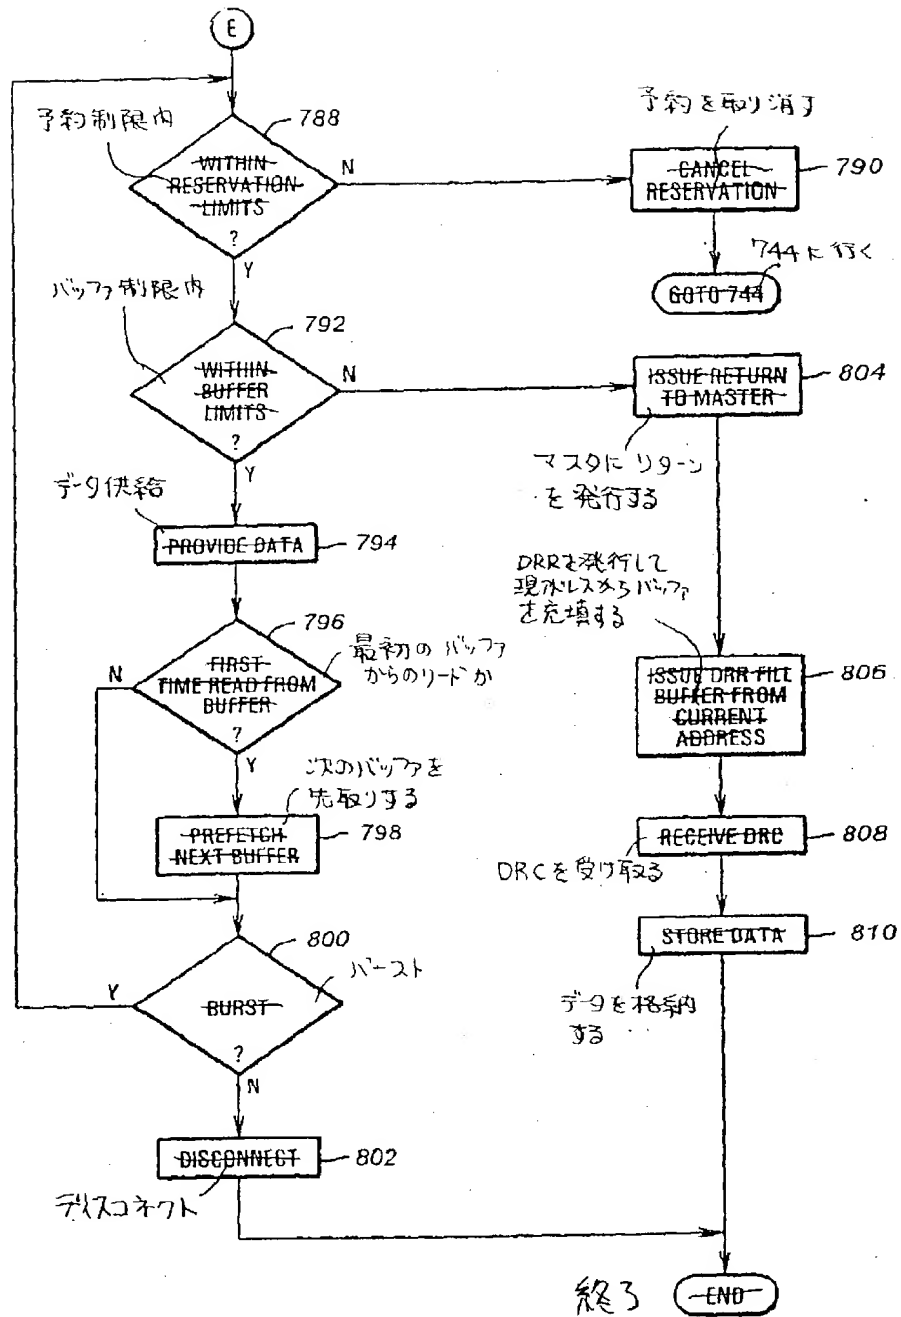 E
予約制限内
788
WITHIN
RESERVATION
LIMITS
?
N
Y
予約を取り消す
CANCEL
RESERVATION
790
744に行く
GOTO 744
バッファ制限内
792
WITHIN
BUFFER
LIMITS
?
N
Y
ISSUE RETURN
TO MASTER
804
マスタにリターン
を発行する
データ供給
PROVIDE DATA
794
DRRを発行して
現アドレスからバッファ
を充填する
796
FIRST
TIME READ FROM
BUFFER
?
N
Y
最初のバッファ
からのリードか
ISSUE DRR FILL
BUFFER FROM
CURRENT
ADDRESS
806
次のバッファを
先取りする
PREFETCH
NEXT BUFFER
798
RECEIVE DRC
808
DRCを受け取る
800
BURST
?
Y
N
バースト
STORE DATA
810
データを格納
する
DISCONNECT
802
ディスコネクト
終了
END